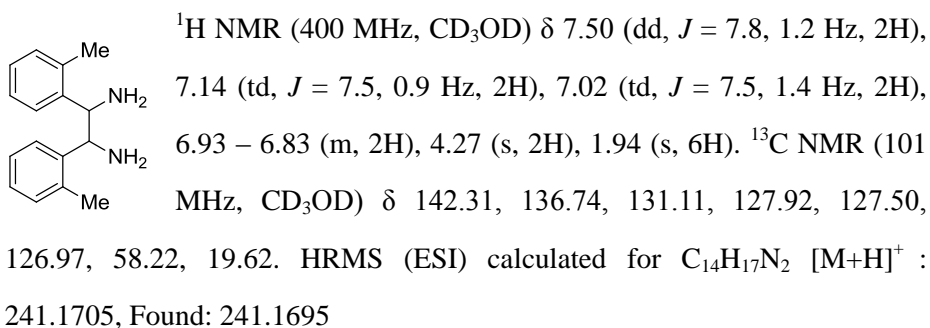 Me
NH₂
NH₂
Me
¹H NMR (400 MHz, CD₃OD) δ 7.50 (dd, J = 7.8, 1.2 Hz, 2H),
7.14 (td, J = 7.5, 0.9 Hz, 2H), 7.02 (td, J = 7.5, 1.4 Hz, 2H),
6.93 – 6.83 (m, 2H), 4.27 (s, 2H), 1.94 (s, 6H). ¹³C NMR (101
MHz, CD₃OD) δ 142.31, 136.74, 131.11, 127.92, 127.50,
126.97, 58.22, 19.62. HRMS (ESI) calculated for C₁₄H₁₇N₂ [M+H]⁺ :
241.1705, Found: 241.1695